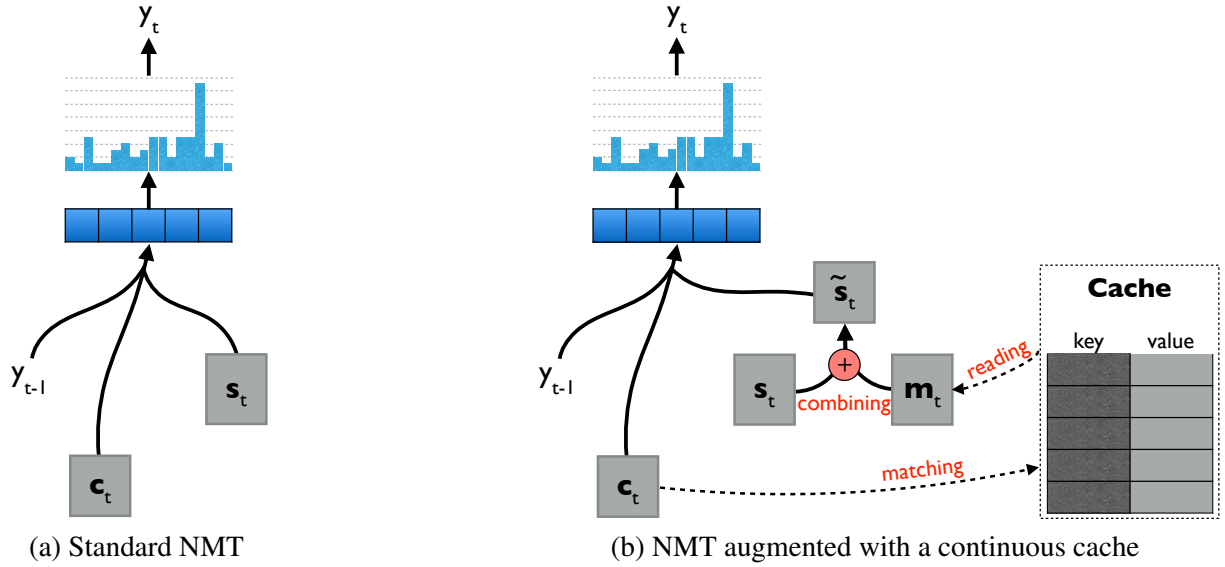 y_t
y_{t-1}
s_t
c_t
(a) Standard NMT
y_t
s̃_t
Cache
key value
reading
y_{t-1}
s_t
+
m_t
combining
matching
c_t
(b) NMT augmented with a continuous cache